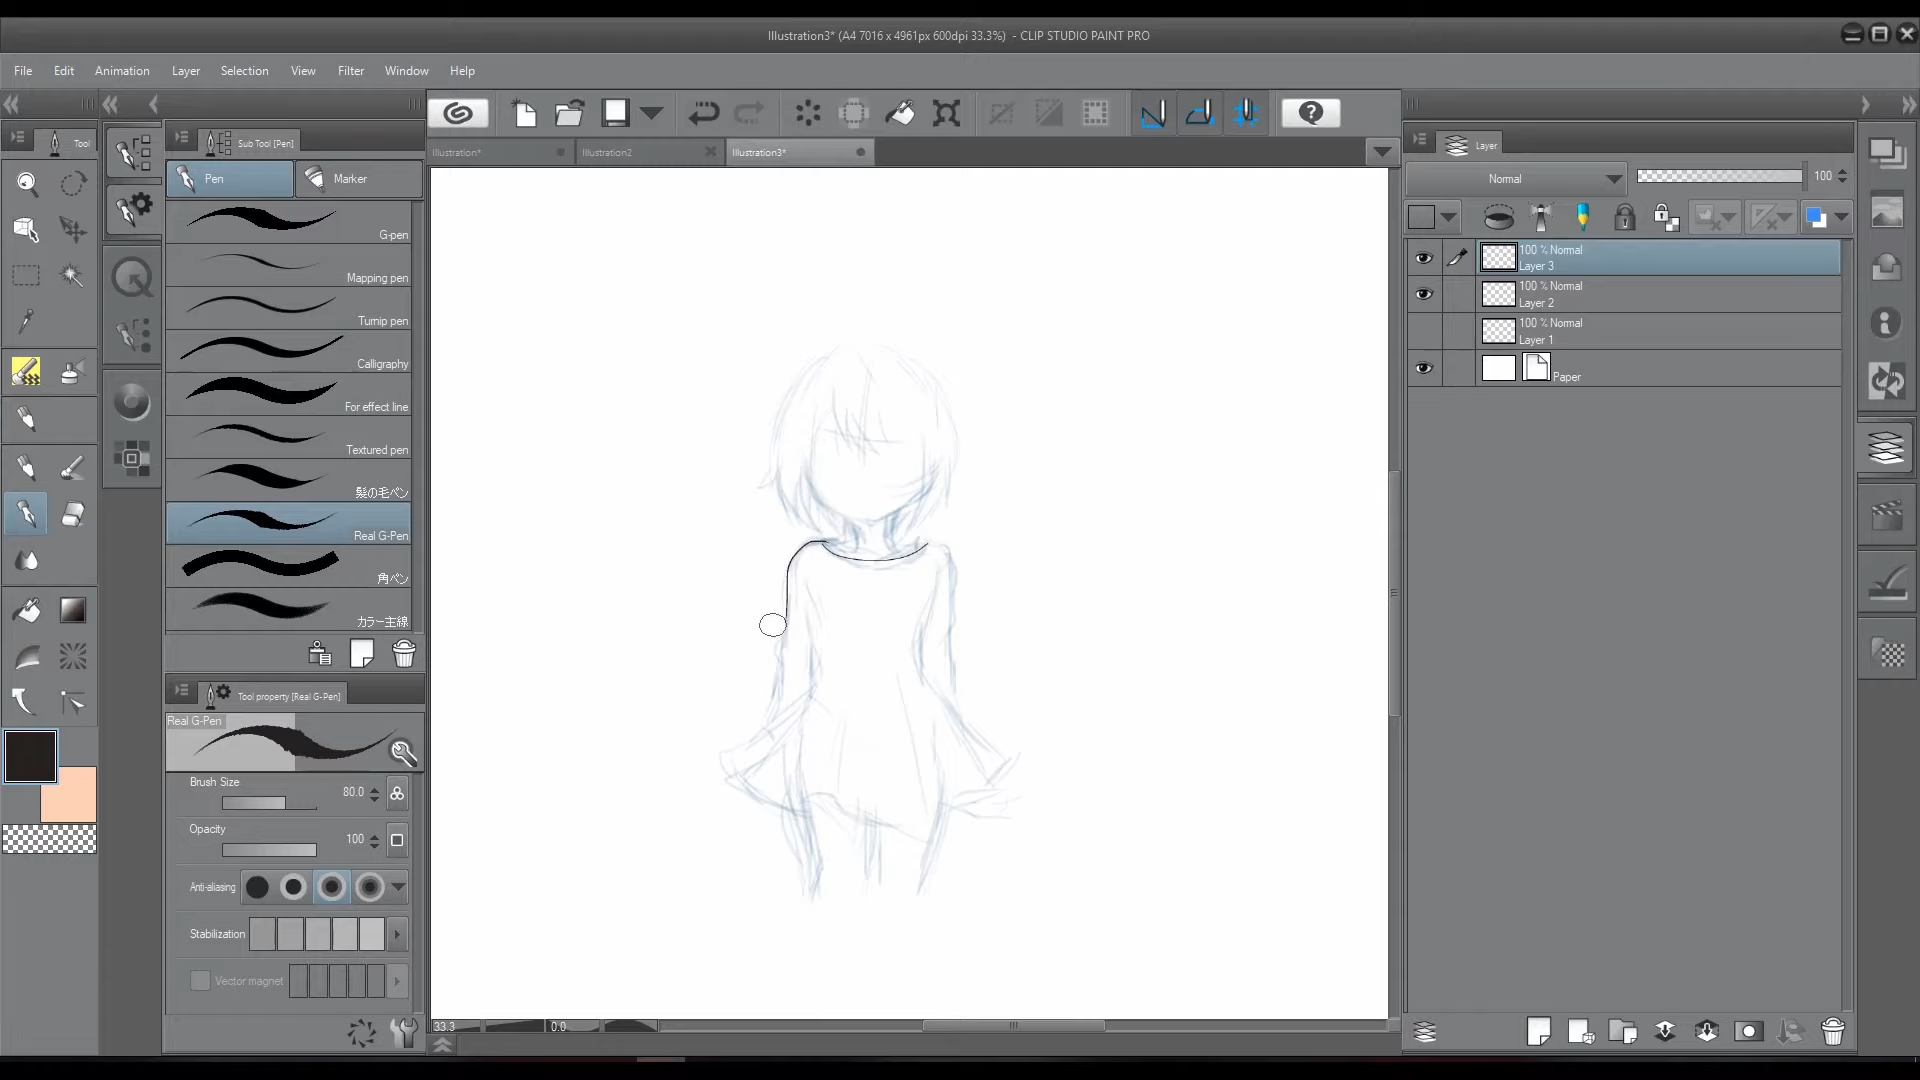 Illustration3* (A4 7016 x 4961px 600dpi 33.3%) - CLIP STUDIO PAINT PRO
File Edit Animation Layer Selection View Filter Window Help
Tool
Sub Tool [Pen]
Illustration* Illustration2 Illustration3*
Layer
Pen Marker
Normal 100
G-pen
Mapping pen
Turnip pen
Calligraphy
For effect line
Textured pen
髪の毛ペン
Real G-Pen
角ペン
カラー主線
100 % Normal
Layer 3
100 % Normal
Layer 2
100 % Normal
Layer 1
Paper
Tool property [Real G-Pen]
Real G-Pen
Brush Size 80.0
Opacity 100
Anti-aliasing
Stabilization
Vector magnet
33.3 0.0